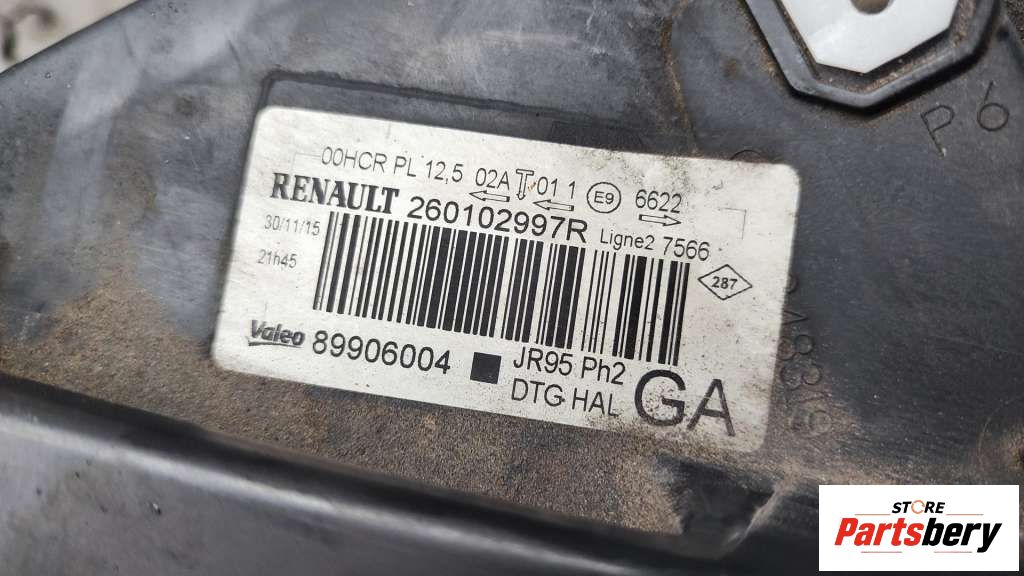 P6
00HCR PL 12,5 02A 01 1 E9 6622
RENAULT 260102997R Ligne2 7566
30/11/15
21h45
287
Valeo 89906004 JR95 Ph2
DTG HAL GA
STORE
Partsbery